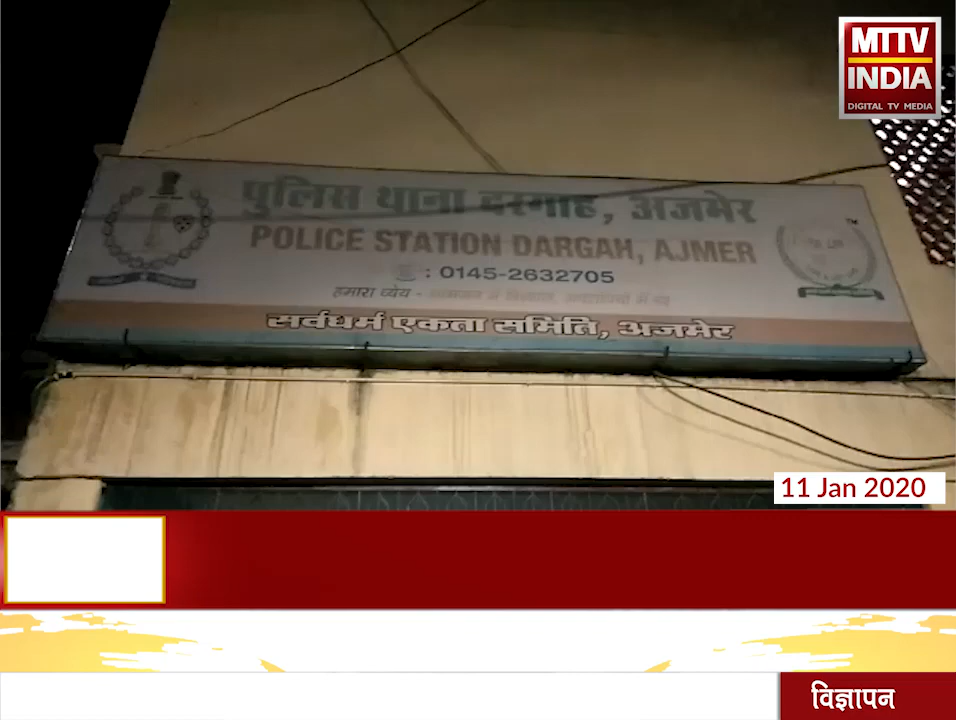 MTTV
INDIA
DIGITAL TV MEDIA
पुलिस थाना दरगाह, अजमेर
POLICE STATION DARGAH, AJMER
: 0145-2632705
हमारा ध्येय -
सर्वधर्म एकता समिति, अजमेर
11 Jan 2020
विज्ञापन